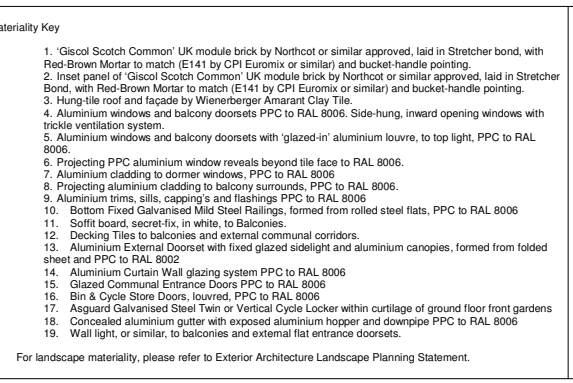 ateriality Key
1. 'Giscol Scotch Common' UK module brick by Northcot or similar approved, laid in Stretcher bond, with
Red-Brown Mortar to match (E141 by CPI Euromix or similar) and bucket-handle pointing.
2. Inset panel of 'Giscol Scotch Common' UK module brick by Northcot or similar approved, laid in Stretcher
Bond, with Red-Brown Mortar to match (E141 by CPI Euromix or similar) and bucket-handle pointing.
3. Hung-tile roof and façade by Wienerberger Amarant Clay Tile.
4. Aluminium windows and balcony doorsets PPC to RAL 8006. Side-hung, inward opening windows with
trickle ventilation system.
5. Aluminium windows and balcony doorsets with 'glazed-in' aluminium louvre, to top light, PPC to RAL
8006.
6. Projecting PPC aluminium window reveals beyond tile face to RAL 8006.
7. Aluminium cladding to dormer windows, PPC to RAL 8006
8. Projecting aluminium cladding to balcony surrounds, PPC to RAL 8006.
9. Aluminium trims, sills, capping's and flashings PPC to RAL 8006
10. Bottom Fixed Galvanised Mild Steel Railings, formed from rolled steel flats, PPC to RAL 8006
11. Soffit board, secret-fix, in white, to Balconies.
12. Decking Tiles to balconies and external communal corridors.
13. Aluminium External Doorset with fixed glazed sidelight and aluminium canopies, formed from folded
sheet and PPC to RAL 8002
14. Aluminium Curtain Wall glazing system PPC to RAL 8006
15. Glazed Communal Entrance Doors PPC to RAL 8006
16. Bin & Cycle Store Doors, louvred, PPC to RAL 8006
17. Asguard Galvanised Steel Twin or Vertical Cycle Locker within curtilage of ground floor front gardens
18. Concealed aluminium gutter with exposed aluminium hopper and downpipe PPC to RAL 8006
19. Wall light, or similar, to balconies and external flat entrance doorsets.
For landscape materiality, please refer to Exterior Architecture Landscape Planning Statement.